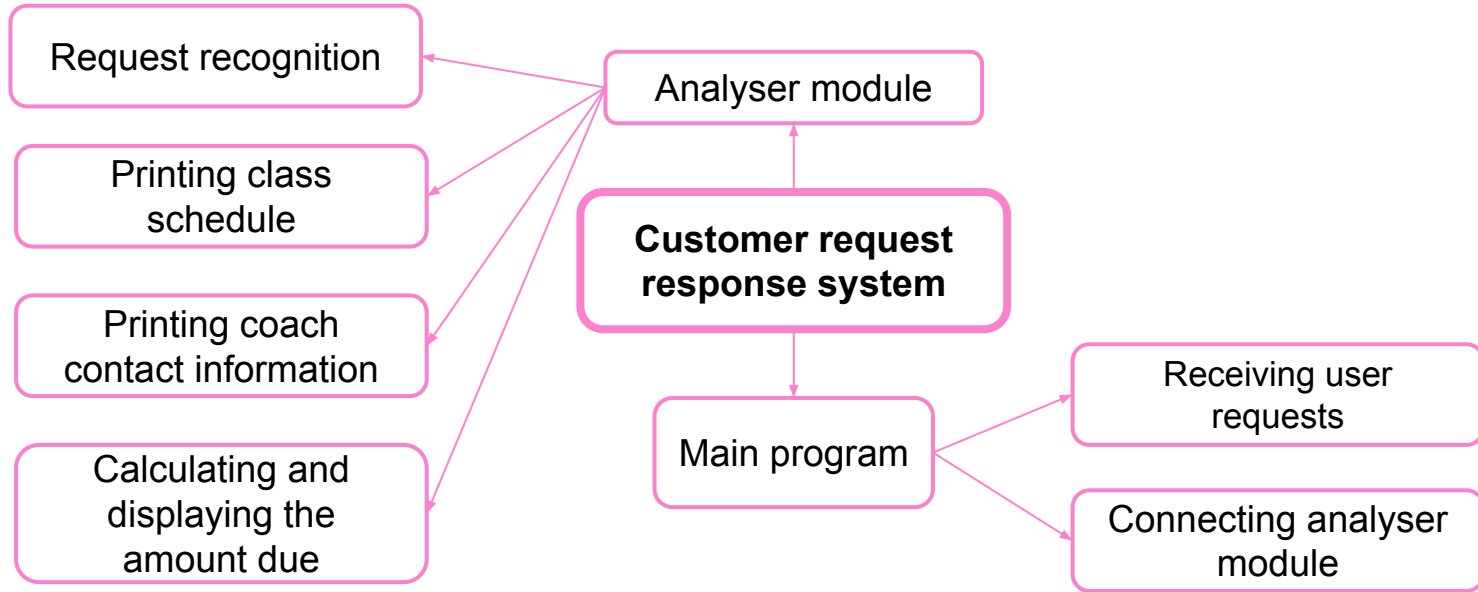 Request recognition
Analyser module
Printing class
schedule
Customer request
response system
Printing coach
contact information
Receiving user
requests
Main program
Calculating and
displaying the
amount due
Connecting analyser
module